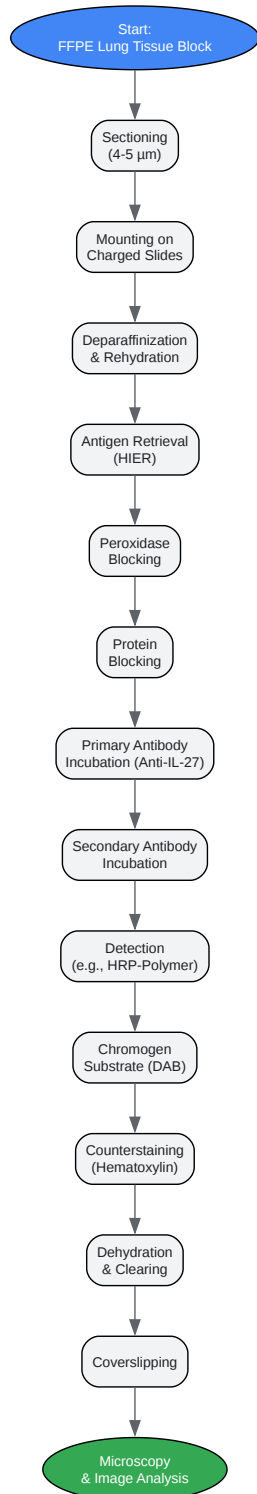 Start:
FFPE Lung Tissue Block
Sectioning
(4-5 µm)
Mounting on
Charged Slides
Deparaffinization
& Rehydration
Antigen Retrieval
(HIER)
Peroxidase
Blocking
Protein
Blocking
Primary Antibody
Incubation (Anti-IL-27)
Secondary Antibody
Incubation
Detection
(e.g., HRP-Polymer)
Chromogen
Substrate (DAB)
Counterstaining
(Hematoxylin)
Dehydration
& Clearing
Coverslipping
Microscopy
& Image Analysis